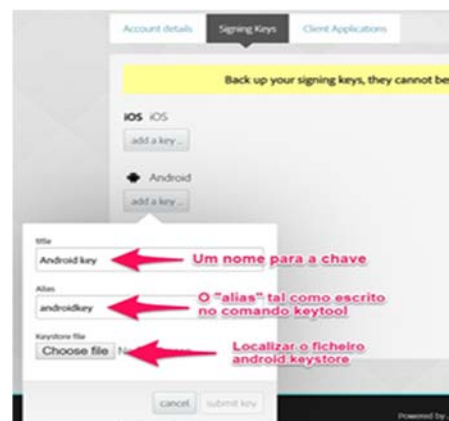 Account details
Signing Keys
Client Applications
Back up your signing keys, they cannot be
iOS iOS
add a key ...
Android
add a key ...
title
Android key
Um nome para a chave
Alias
androidkey
O "alias" tal como escrito
no comando keytool
Keystore file
Choose file
Localizar o ficheiro
android keystore
cancel
submit key
Powered by